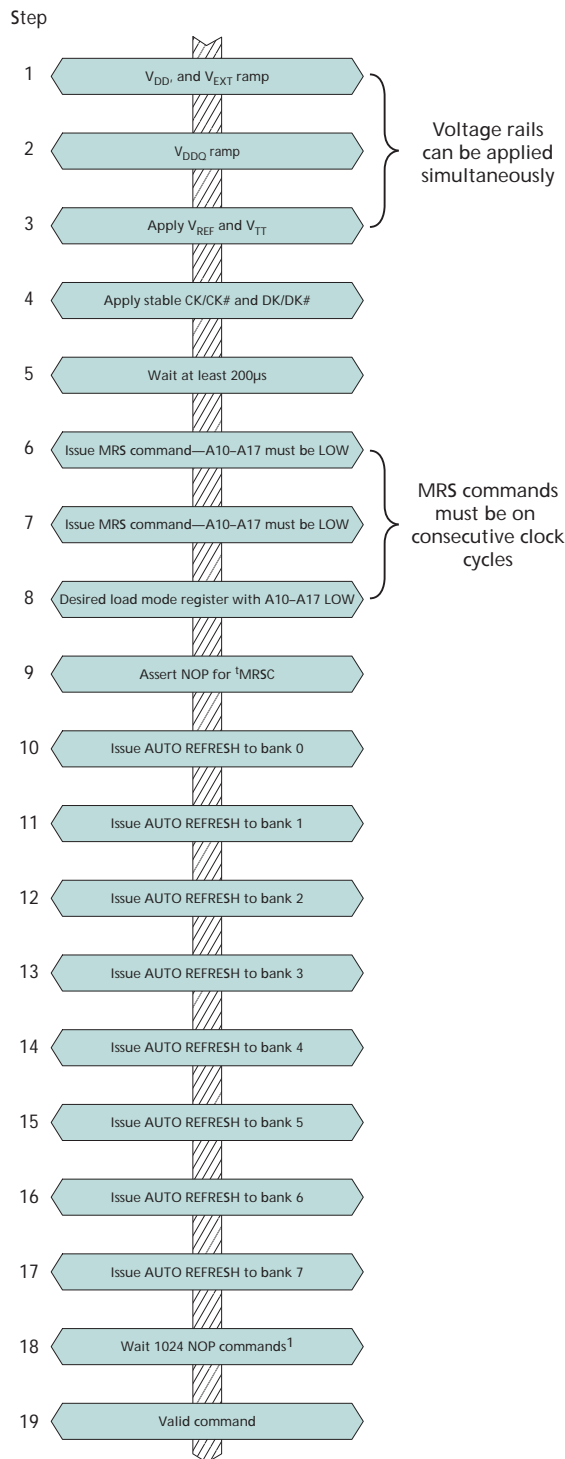 Step
1 V_DD, and V_EXT ramp
2 V_DDQ ramp
3 Apply V_REF and V_TT
Voltage rails
can be applied
simultaneously
4 Apply stable CK/CK# and DK/DK#
5 Wait at least 200µs
6 Issue MRS command—A10–A17 must be LOW
7 Issue MRS command—A10–A17 must be LOW
8 Desired load mode register with A10–A17 LOW
MRS commands
must be on
consecutive clock
cycles
9 Assert NOP for ᵗMRSC
10 Issue AUTO REFRESH to bank 0
11 Issue AUTO REFRESH to bank 1
12 Issue AUTO REFRESH to bank 2
13 Issue AUTO REFRESH to bank 3
14 Issue AUTO REFRESH to bank 4
15 Issue AUTO REFRESH to bank 5
16 Issue AUTO REFRESH to bank 6
17 Issue AUTO REFRESH to bank 7
18 Wait 1024 NOP commands¹
19 Valid command